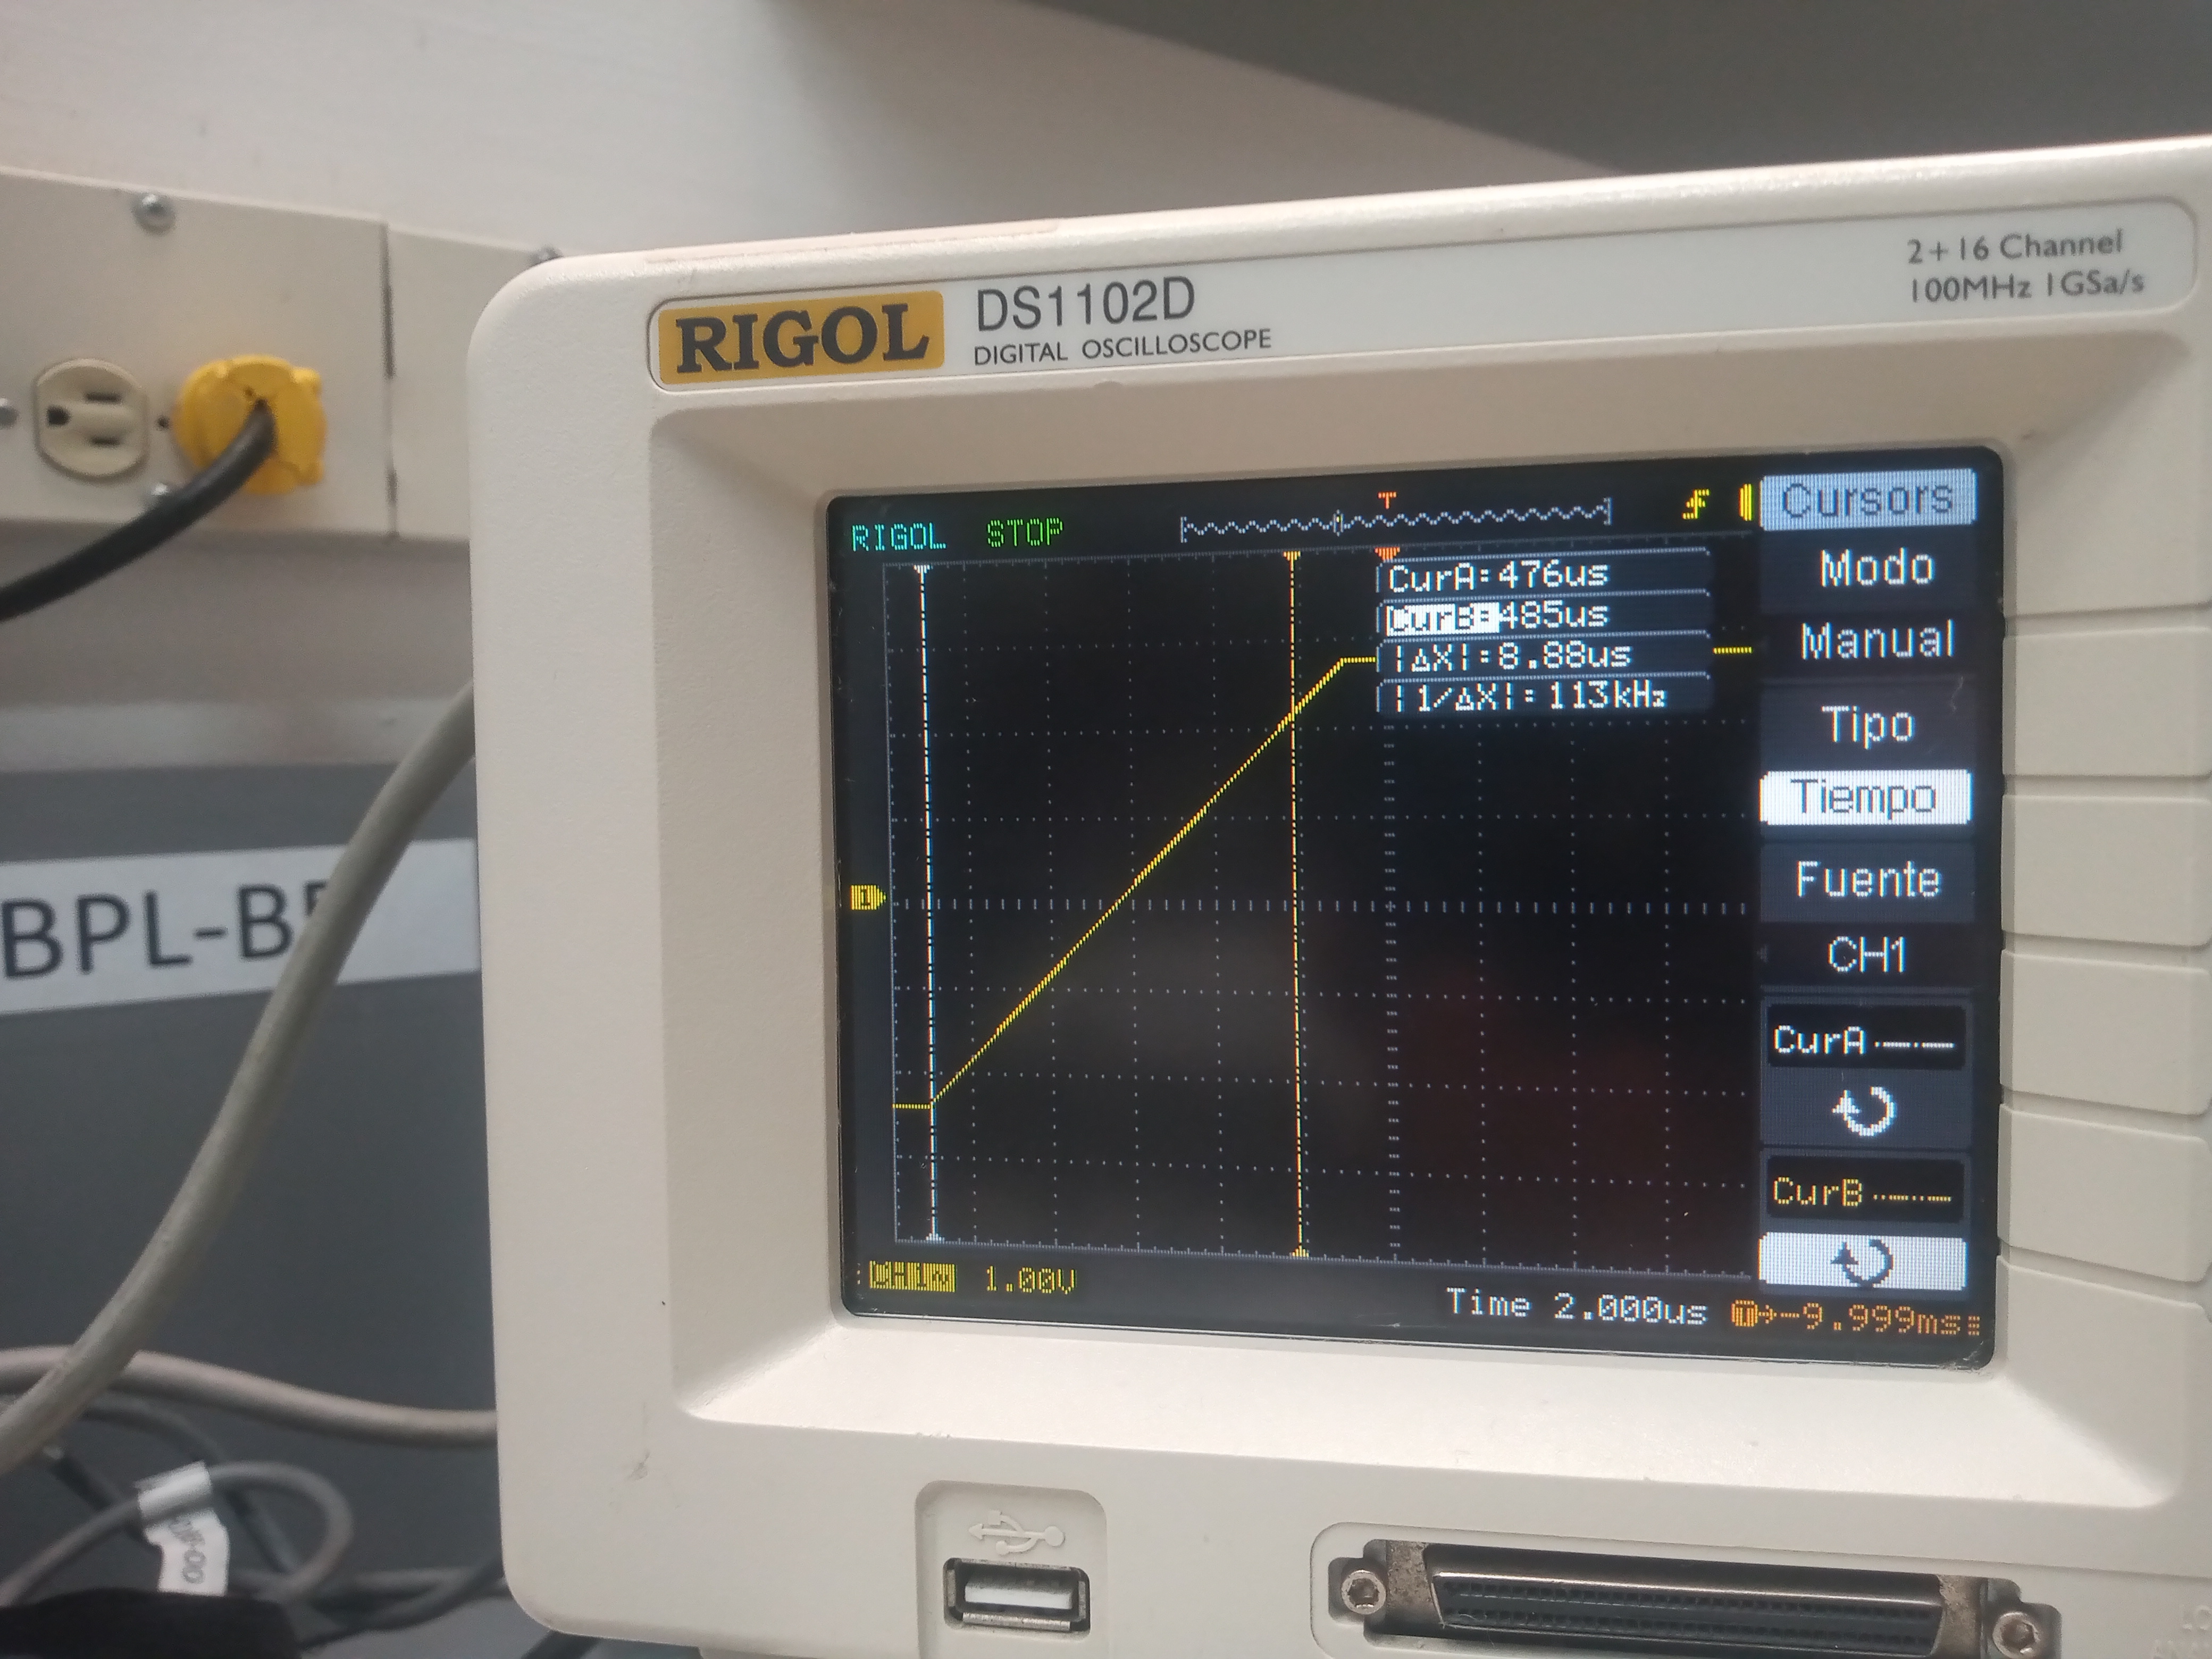 2+16 Channel
100MHz 1GSa/s
RIGOL DS1102D
DIGITAL OSCILLOSCOPE
RIGOL STOP T
Cursors
CurA:476us
CurB:485us
|ΔX|:8.88us
|1/ΔX|:113kHz
Modo
Manual
Tipo
Tiempo
Fuente
CH1
CurA
CurB
1
CH1 1.00V
Time 2.000us
T→-9.999ms
BPL-B